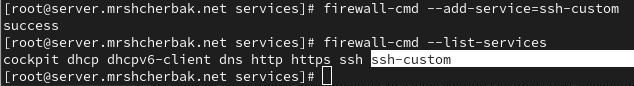 [root@server.mrshcherbak.net services]# firewall-cmd --add-service=ssh-custom
success
[root@server.mrshcherbak.net services]# firewall-cmd --list-services
cockpit dhcp dhcpv6-client dns http https ssh ssh-custom
[root@server.mrshcherbak.net services]#